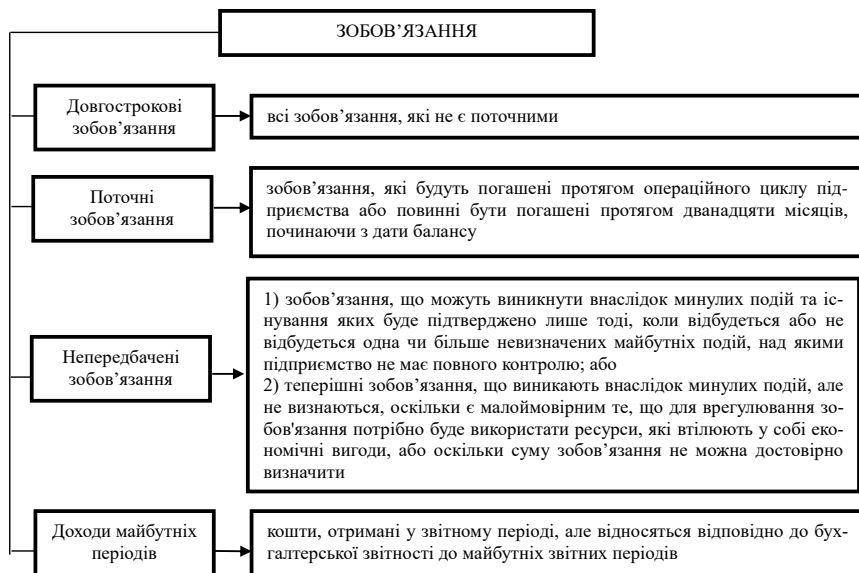 ЗОБОВ’ЯЗАННЯ
Довгострокові
зобов’язання
всі зобов’язання, які не є поточними
Поточні
зобов’язання
зобов’язання, які будуть погашені протягом операційного циклу під-
приємства або повинні бути погашені протягом дванадцяти місяців,
починаючи з дати балансу
Непередбачені
зобов’язання
1) зобов’язання, що можуть виникнути внаслідок минулих подій та іс-
нування яких буде підтверджено лише тоді, коли відбудеться або не
відбудеться одна чи більше невизначених майбутніх подій, над якими
підприємство не має повного контролю; або
2) теперішні зобов’язання, що виникають внаслідок минулих подій, але
не визнаються, оскільки є малоймовірним те, що для врегулювання зо-
бов'язання потрібно буде використати ресурси, які втілюють у собі еко-
номічні вигоди, або оскільки суму зобов’язання не можна достовірно
визначити
Доходи майбутніх
періодів
кошти, отримані у звітному періоді, але відносяться відповідно до бух-
галтерської звітності до майбутніх звітних періодів